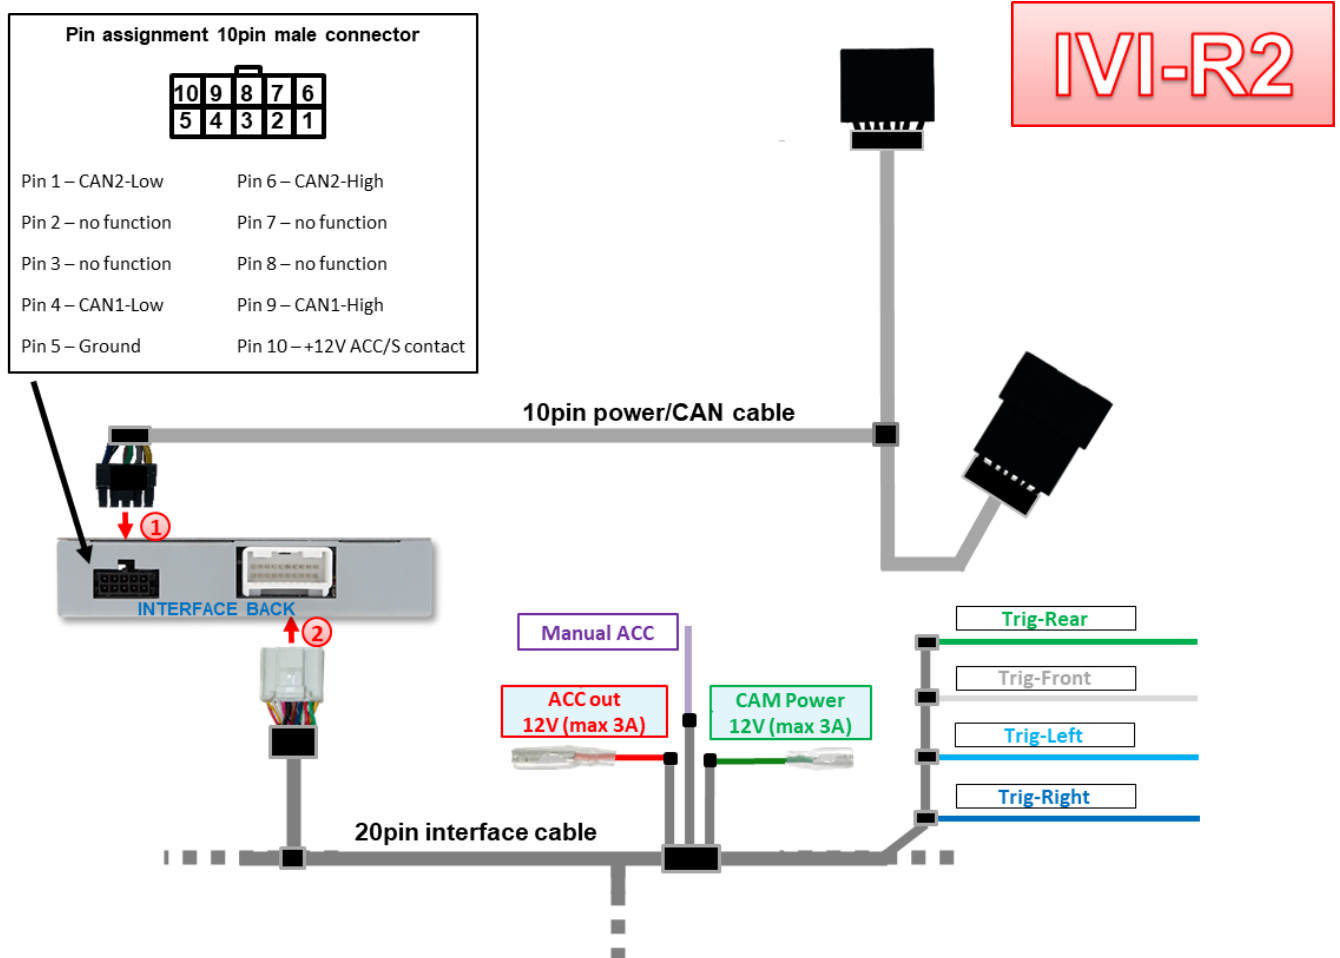 Pin assignment 10pin male connector
10 9 8 7 6
5 4 3 2 1
Pin 1 – CAN2-Low
Pin 6 – CAN2-High
Pin 2 – no function
Pin 7 – no function
Pin 3 – no function
Pin 8 – no function
Pin 4 – CAN1-Low
Pin 9 – CAN1-High
Pin 5 – Ground
Pin 10 – +12V ACC/S contact
IVI-R2
10pin power/CAN cable
1
INTERFACE BACK
2
Manual ACC
ACC out
12V (max 3A)
CAM Power
12V (max 3A)
Trig-Rear
Trig-Front
Trig-Left
Trig-Right
20pin interface cable